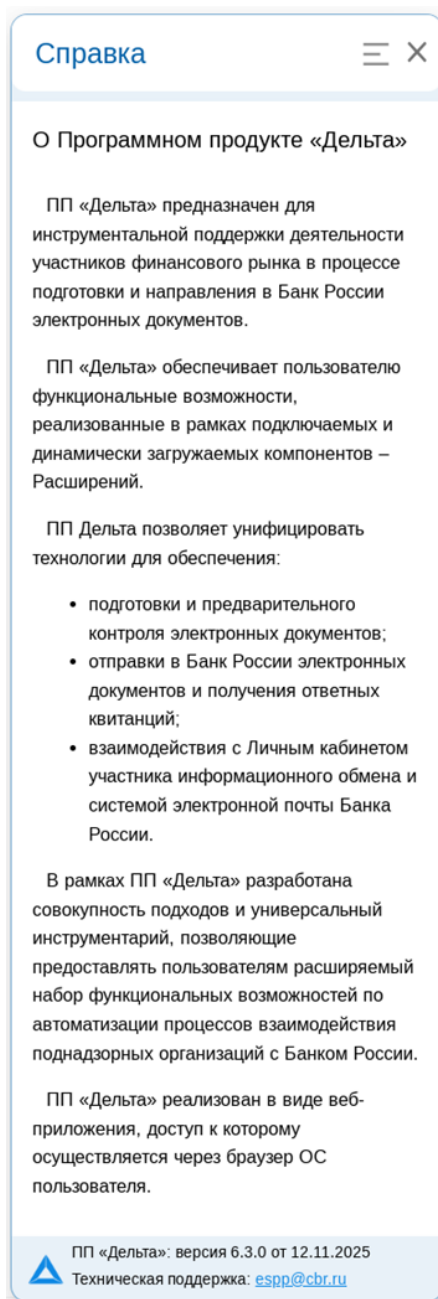 Справка
О Программном продукте «Дельта»
ПП «Дельта» предназначен для
инструментальной поддержки деятельности
участников финансового рынка в процессе
подготовки и направления в Банк России
электронных документов.
ПП «Дельта» обеспечивает пользователю
функциональные возможности,
реализованные в рамках подключаемых и
динамически загружаемых компонентов –
Расширений.
ПП Дельта позволяет унифицировать
технологии для обеспечения:
• подготовки и предварительного
контроля электронных документов;
• отправки в Банк России электронных
документов и получения ответных
квитанций;
• взаимодействия с Личным кабинетом
участника информационного обмена и
системой электронной почты Банка
России.
В рамках ПП «Дельта» разработана
совокупность подходов и универсальный
инструментарий, позволяющие
предоставлять пользователям расширяемый
набор функциональных возможностей по
автоматизации процессов взаимодействия
поднадзорных организаций с Банком России.
ПП «Дельта» реализован в виде веб-
приложения, доступ к которому
осуществляется через браузер ОС
пользователя.
ПП «Дельта»: версия 6.3.0 от 12.11.2025
Техническая поддержка: espp@cbr.ru